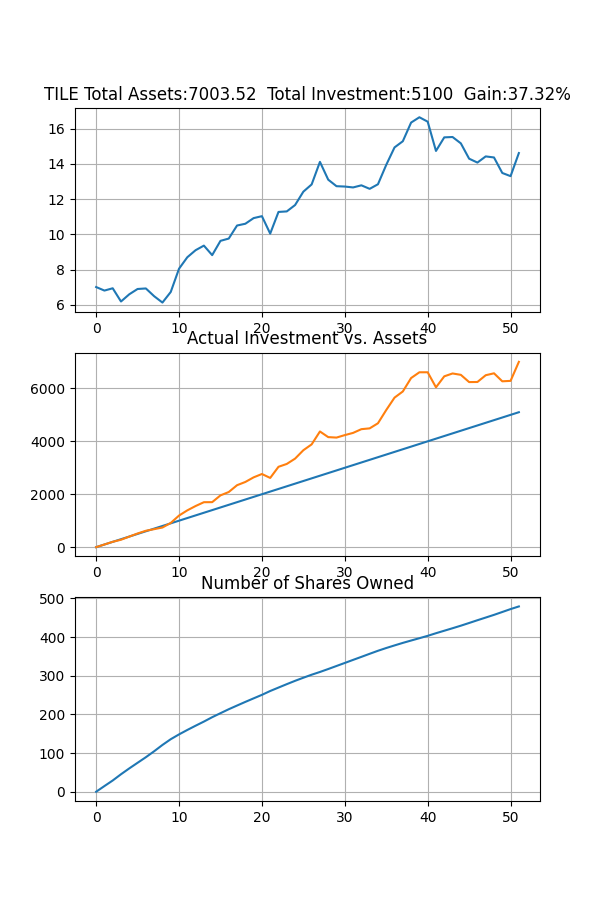 TILE Total Assets:7003.52  Total Investment:5100  Gain:37.32%
16
14
12
10
8
6
0 10 20 30 40 50
Actual Investment vs. Assets
6000
4000
2000
0
0 10 20 30 40 50
Number of Shares Owned
500
400
300
200
100
0
0 10 20 30 40 50